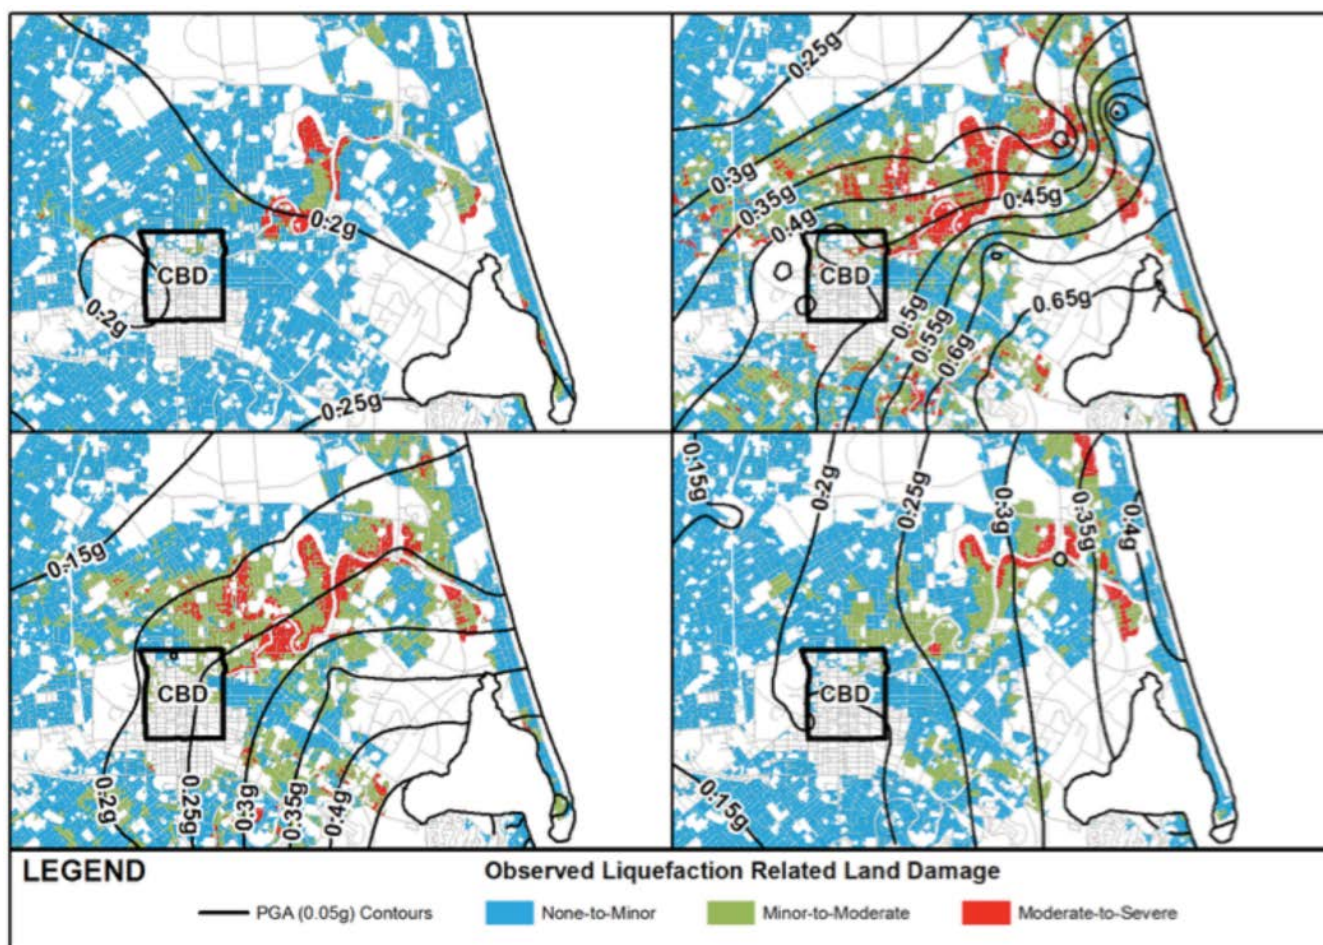 0.2g
CBD
0.2g
0.25g
0.25g
0.3g
0.35g
0.4g
0.45g
CBD
0.5g
0.55g
0.6g
0.65g
0.15g
CBD
0.2g
0.25g
0.3g
0.35g
0.4g
0.15g
0.2g
0.25g
0.3g
0.35g
0.4g
CBD
0.15g
LEGEND
Observed Liquefaction Related Land Damage
PGA (0.05g) Contours None-to-Minor Minor-to-Moderate Moderate-to-Severe